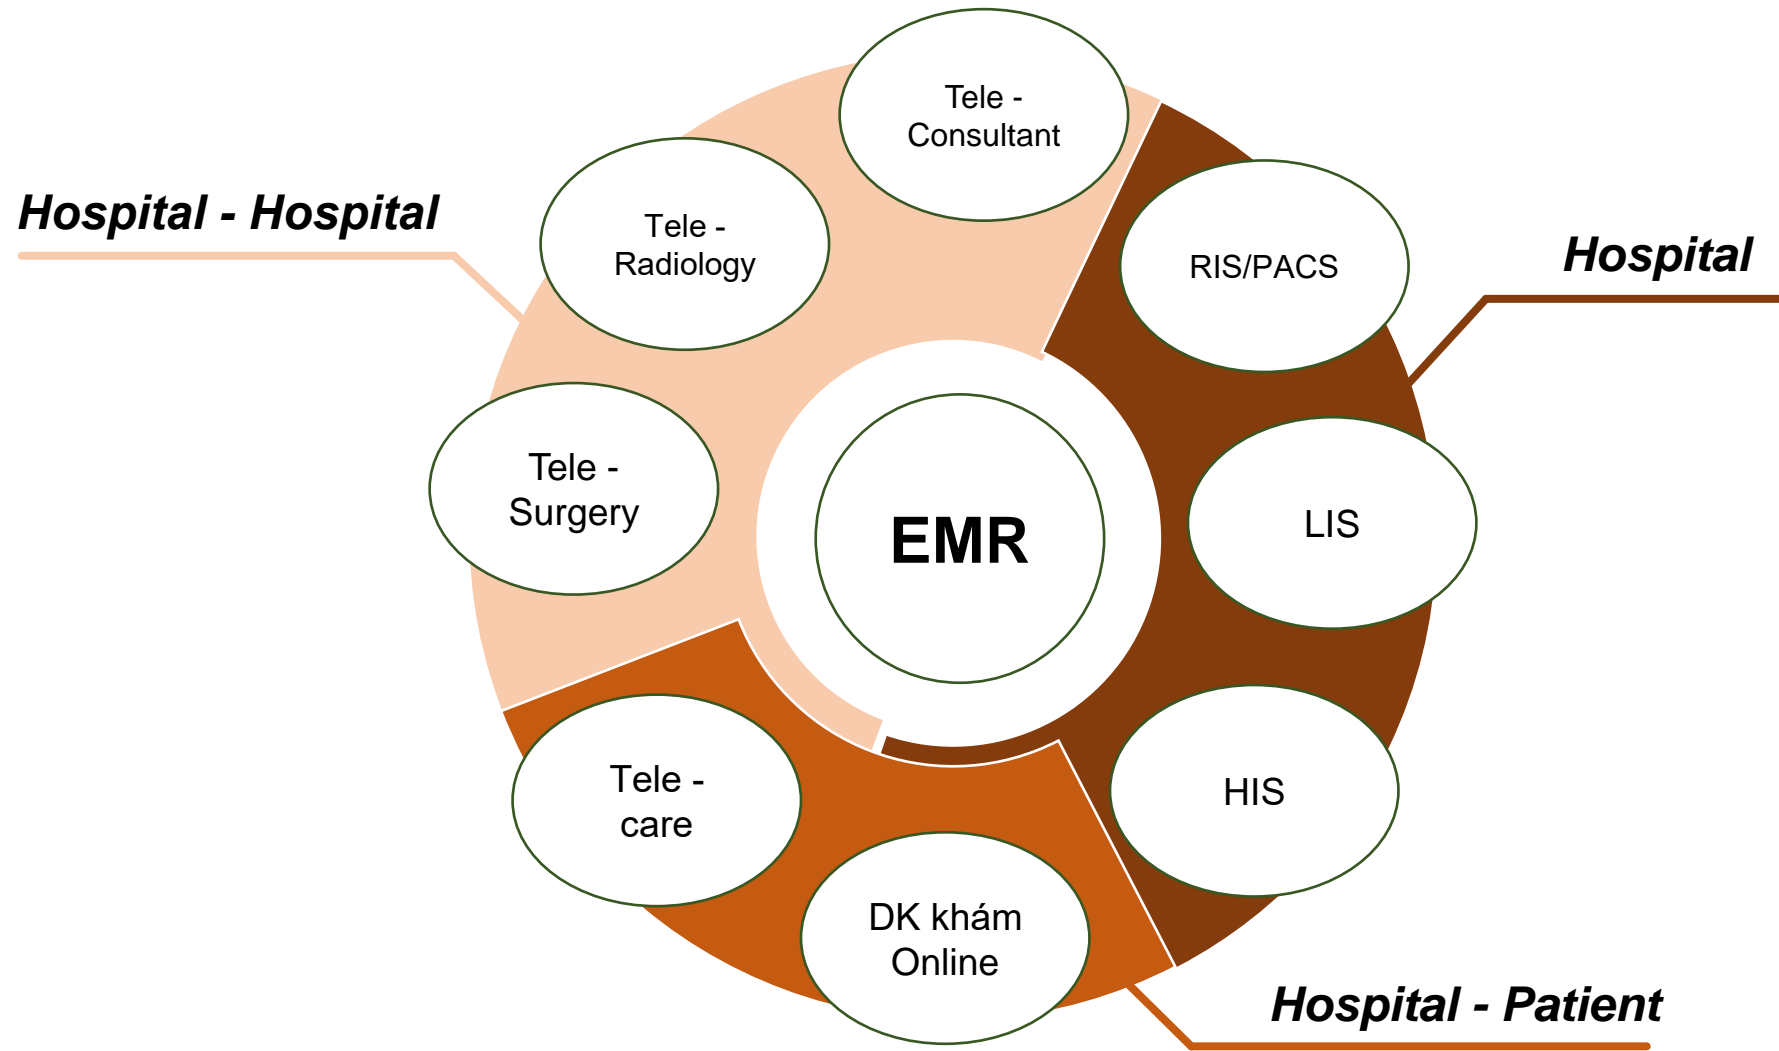 Tele -
Consultant
Hospital - Hospital
Tele -
Radiology
RIS/PACS
Hospital
Tele -
Surgery
EMR
LIS
Tele -
care
HIS
DK khám
Online
Hospital - Patient